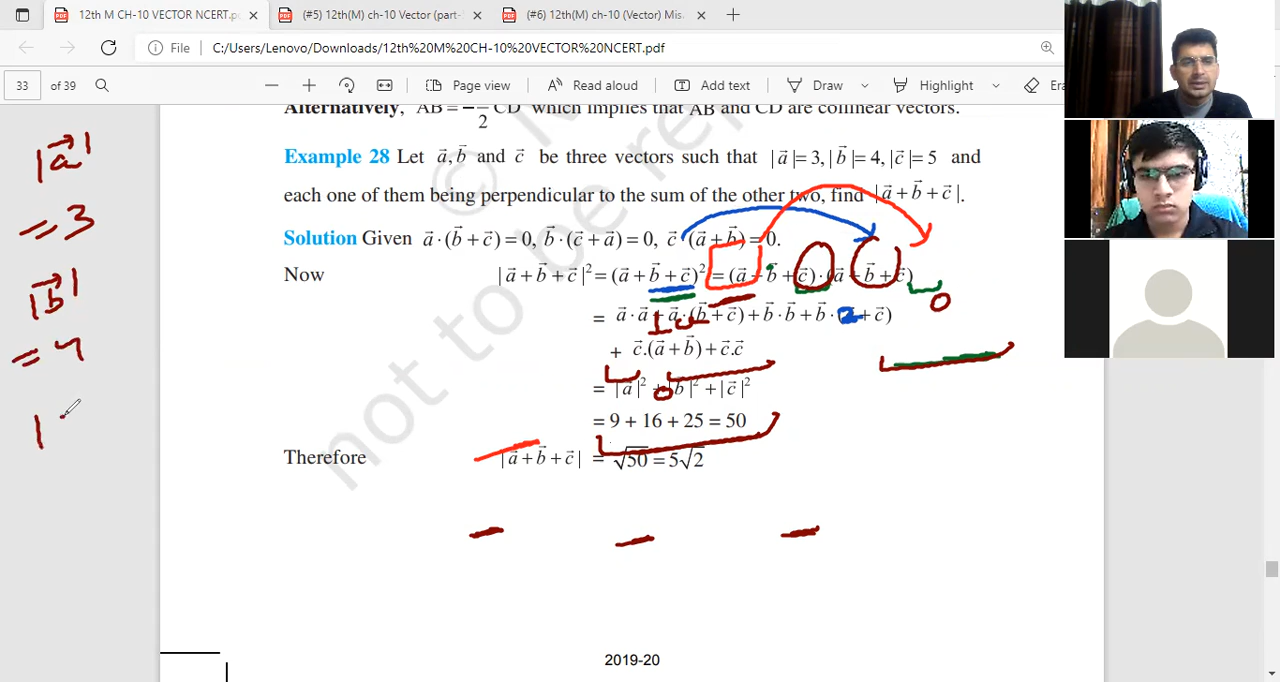 12th M CH-10 VECTOR NCERT.p
(#5) 12th(M) ch-10 Vector (part-
(#6) 12th(M) ch-10 (Vector) Mis
File C:/Users/Lenovo/Downloads/12th%20M%20CH-10%20VECTOR%20NCERT.pdf
33 of 39 Page view Read aloud Add text Draw Highlight Era
Alternatively, AB = −—/2 CD which implies that AB and CD are collinear vectors.
Example 28 Let a⃗, b⃗ and c⃗ be three vectors such that |a⃗|= 3, |b⃗|= 4, |c⃗|= 5 and
each one of them being perpendicular to the sum of the other two, find |a⃗ + b⃗ + c⃗|.
Solution Given a⃗ · (b⃗ + c⃗) = 0, b⃗ · (c⃗ + a⃗) = 0, c⃗ · (a⃗ + b⃗) = 0.
Now |a⃗ + b⃗ + c⃗|² = (a⃗ + b⃗ + c⃗)² = (a⃗ + b⃗ + c⃗) · (a⃗ + b⃗ + c⃗)
0
= a⃗ · a⃗ + a⃗ · (b⃗ + c⃗) + b⃗ · b⃗ + b⃗ · (a⃗ + c⃗)
+ c⃗.(a⃗ + b⃗) + c⃗.c⃗
= |a⃗|² + |b⃗|² + |c⃗|²
= 9 + 16 + 25 = 50
Therefore |a⃗ + b⃗ + c⃗| = √50 = 5√2
|a⃗|
= 3
|b⃗|
= 4
2019-20
not to be re